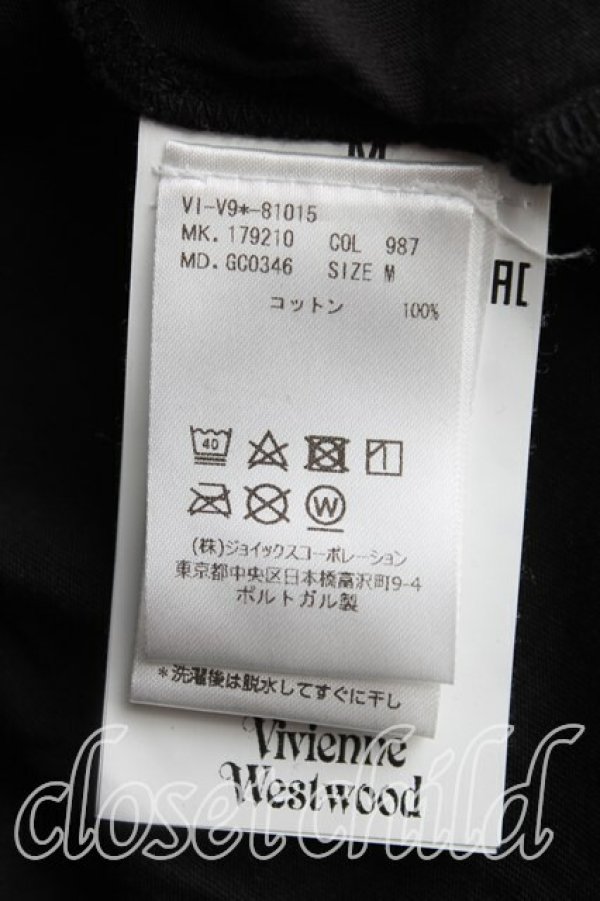 M
VI-V9*-81015
MK. 179210 COL 987
MD. GC0346 SIZE M
コットン 100%
40
W
(株)ジョイックスコーポレーション
東京都中央区日本橋富沢町9-4
ポルトガル製
*洗濯後は脱水してすぐに干し
Vivienne
Westwood
closet child